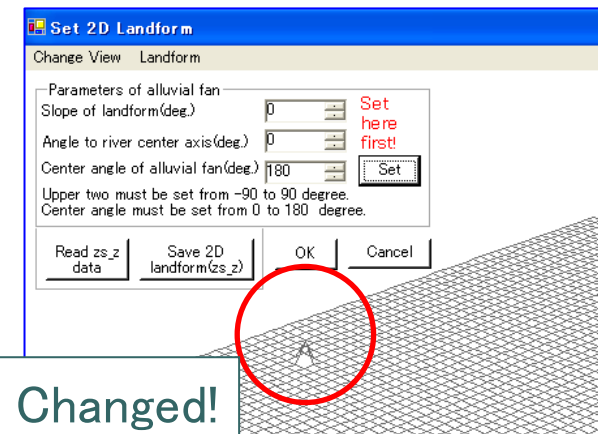 Set 2D Landform
Change View Landform
Parameters of alluvial fan
Slope of landform(deg.) 0
Set
here
first!
Angle to river center axis(deg.) 0
Center angle of alluvial fan(deg.) 180
Set
Upper two must be set from -90 to 90 degree.
Center angle must be set from 0 to 180 degree.
Read zs_z
data
Save 2D
landform(zs_z)
OK
Cancel
Changed!